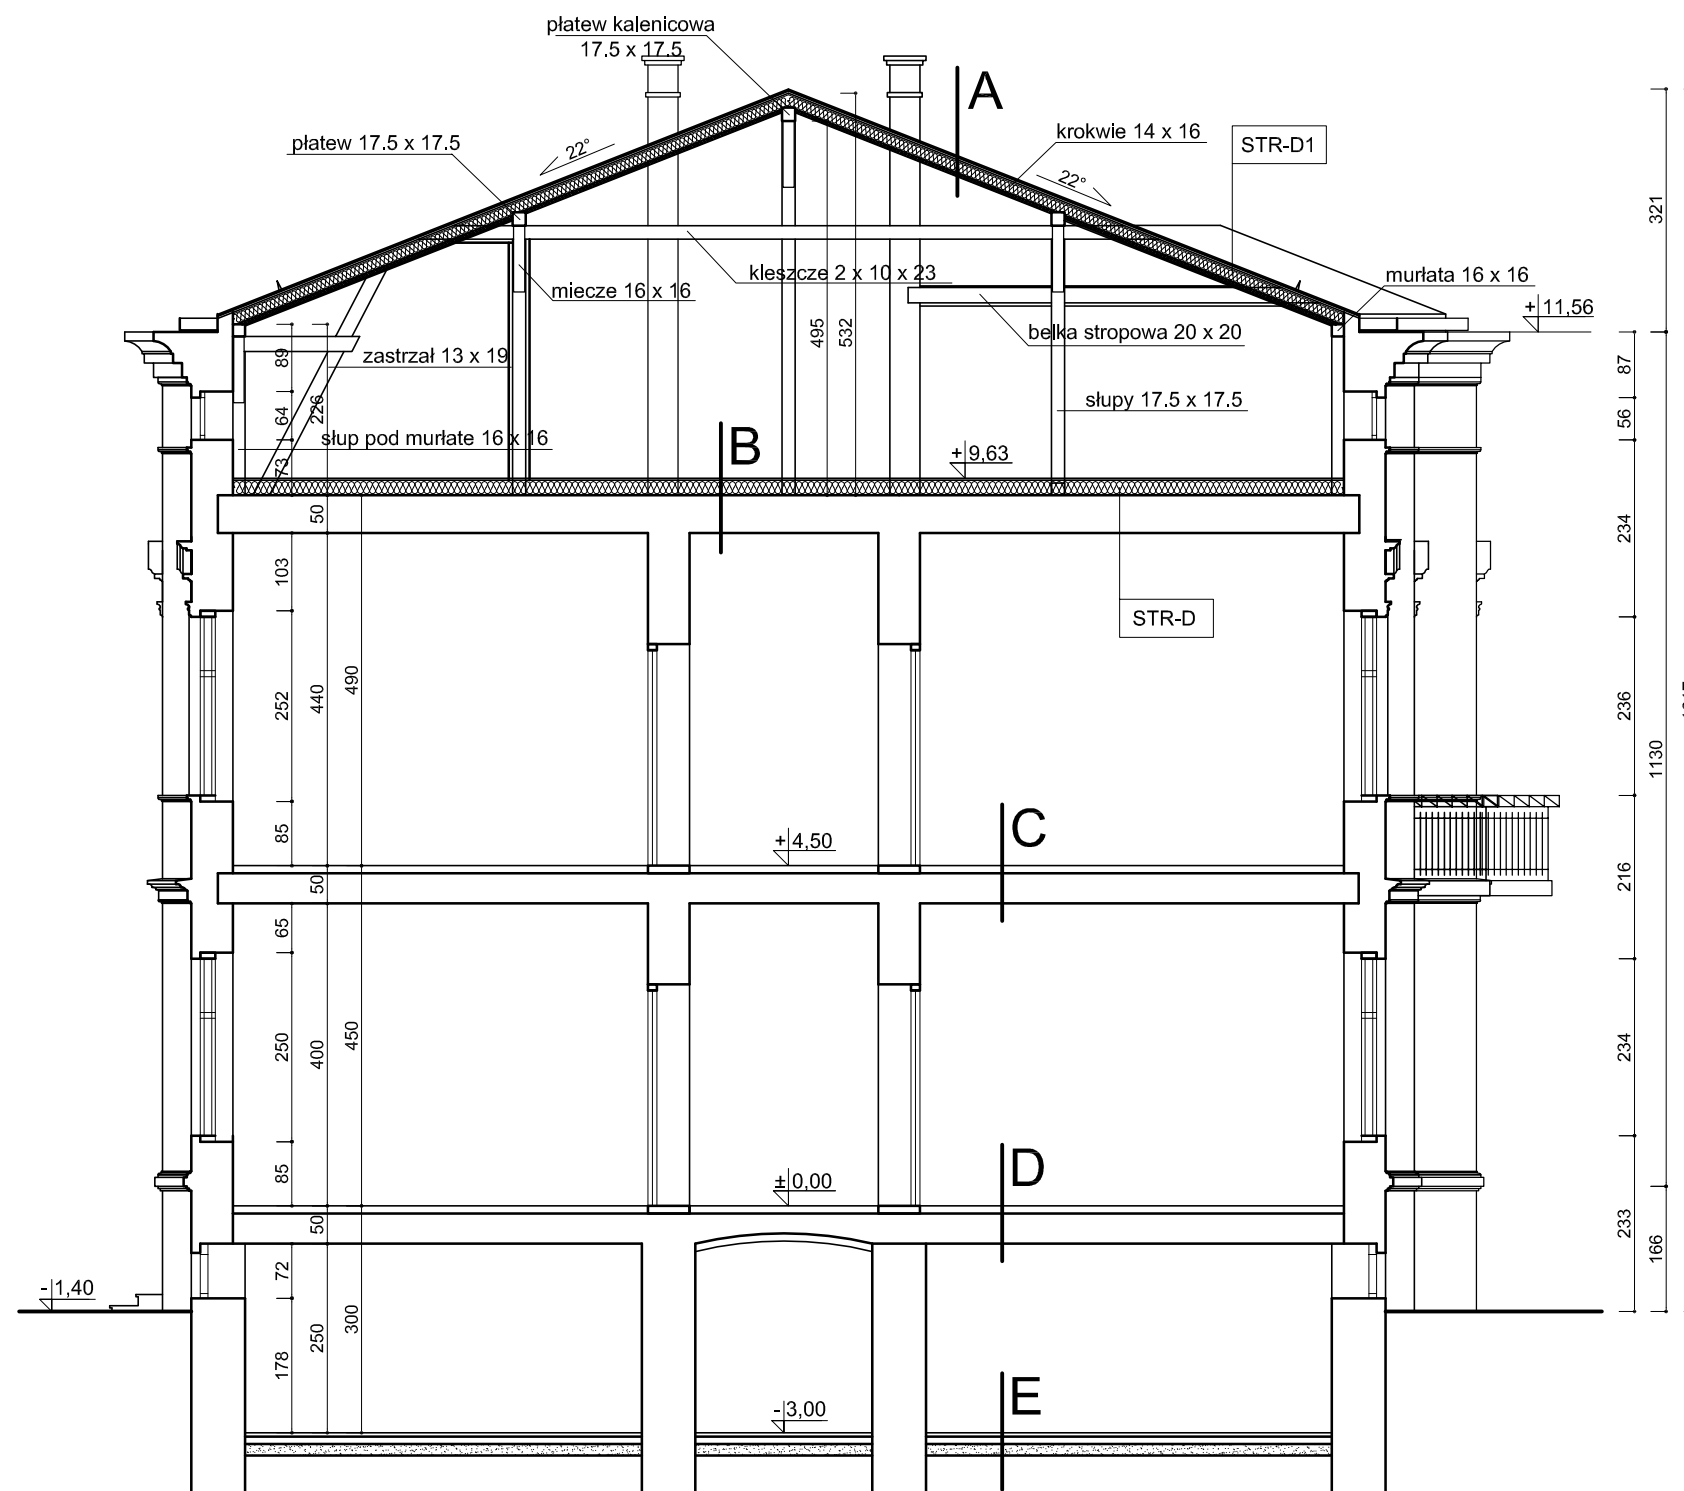 płatew kalenicowa
17.5 x 17.5
A
płatew 17.5 x 17.5
22°
krokwie 14 x 16
STR-D1
22°
321
kleszcze 2 x 10 x 23
miecze 16 x 16
murłata 16 x 16
+11,56
belka stropowa 20 x 20
495
532
89
zastrzał 13 x 19
87
słupy 17.5 x 17.5
64
226
56
słup pod murłate 16 x 16
B
+9,63
73
50
234
103
STR-D
252
440
490
236
1130
85
C
+4,50
50
216
65
250
400
450
234
85
D
±0,00
50
233
166
72
-1,40
300
250
178
E
-3,00